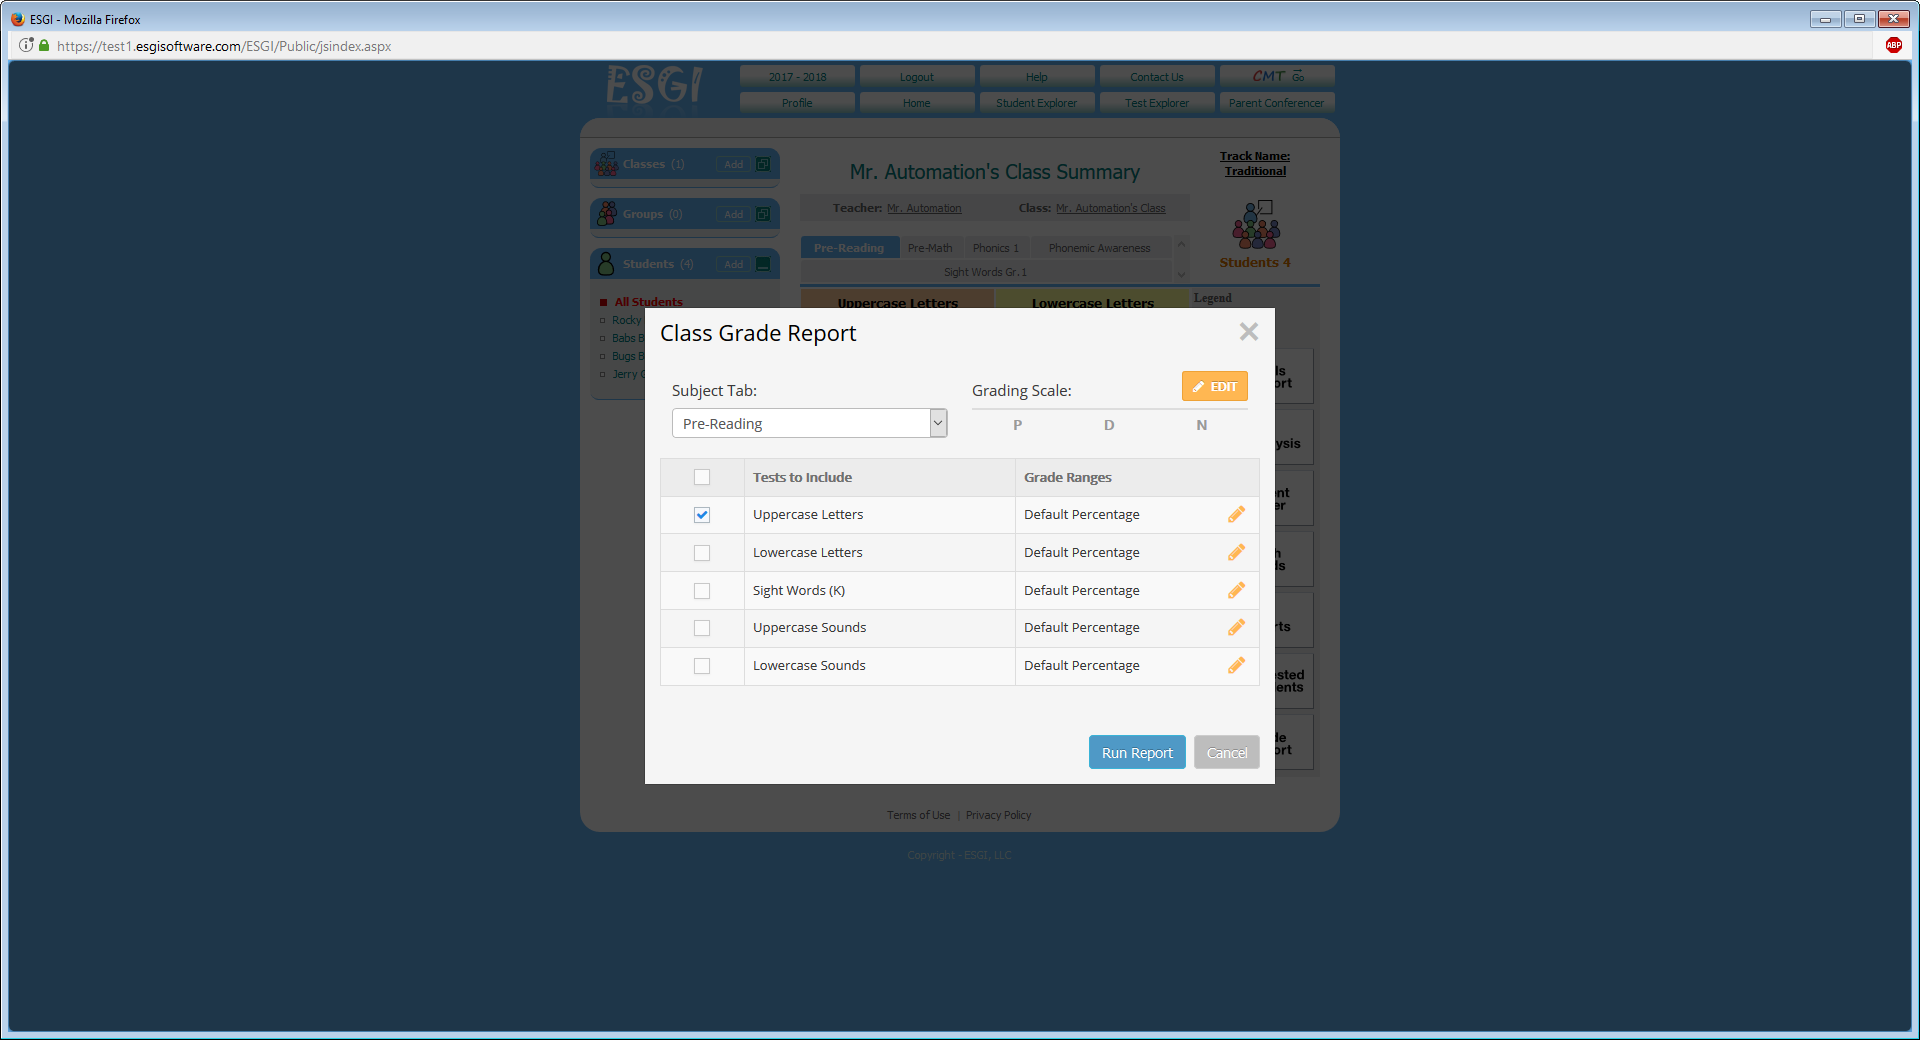 ESGI - Mozilla Firefox
https://test1.esgisoftware.com/ESGI/Public/jsindex.aspx
ABP
ESGI
2017 - 2018
Logout
Help
Contact Us
CMT Go
Profile
Home
Student Explorer
Test Explorer
Parent Conferencer
Classes (1)
Add
Groups (0)
Add
Students (4)
Add
All Students
Rocky
Babs B
Bugs B
Jerry
Mr. Automation's Class Summary
Teacher: Mr. Automation
Class: Mr. Automation's Class
Track Name:
Traditional
Students 4
Pre-Reading
Pre-Math
Phonics 1
Phonemic Awareness
Sight Words Gr.1
Uppercase Letters
Lowercase Letters
Legend
Class Grade Report
Subject Tab:
Pre-Reading
Grading Scale:
EDIT
P D N
Tests to Include
Grade Ranges
Uppercase Letters
Default Percentage
Lowercase Letters
Default Percentage
Sight Words (K)
Default Percentage
Uppercase Sounds
Default Percentage
Lowercase Sounds
Default Percentage
Run Report
Cancel
Terms of Use | Privacy Policy
Copyright - ESGI, LLC